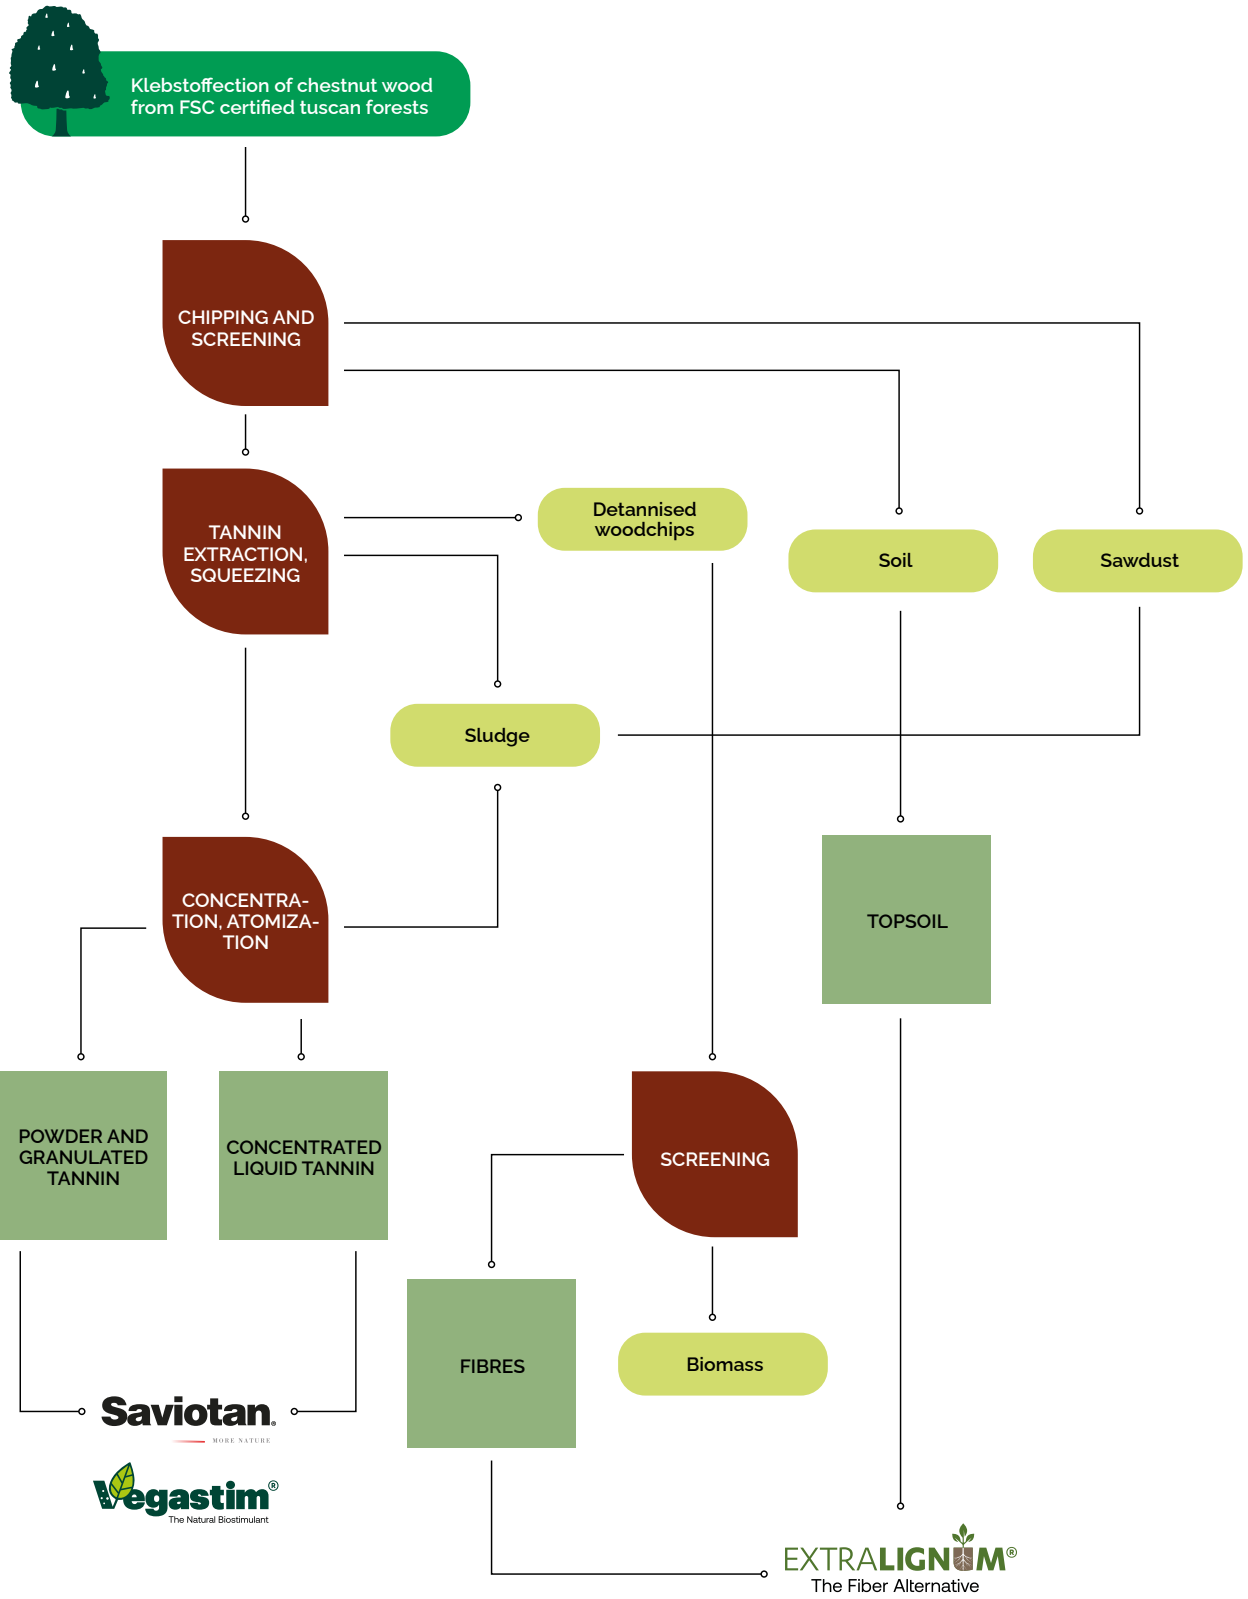 Klebstoffection of chestnut wood
from FSC certified tuscan forests
CHIPPING AND
SCREENING
TANNIN
EXTRACTION,
SQUEEZING
Detannised
woodchips
Soil
Sawdust
Sludge
CONCENTRA-
TION, ATOMIZA-
TION
TOPSOIL
POWDER AND
GRANULATED
TANNIN
CONCENTRATED
LIQUID TANNIN
SCREENING
FIBRES
Biomass
Saviotan®
MORE NATURE
Vegastim®
The Natural Biostimulant
EXTRALIGNUM®
The Fiber Alternative